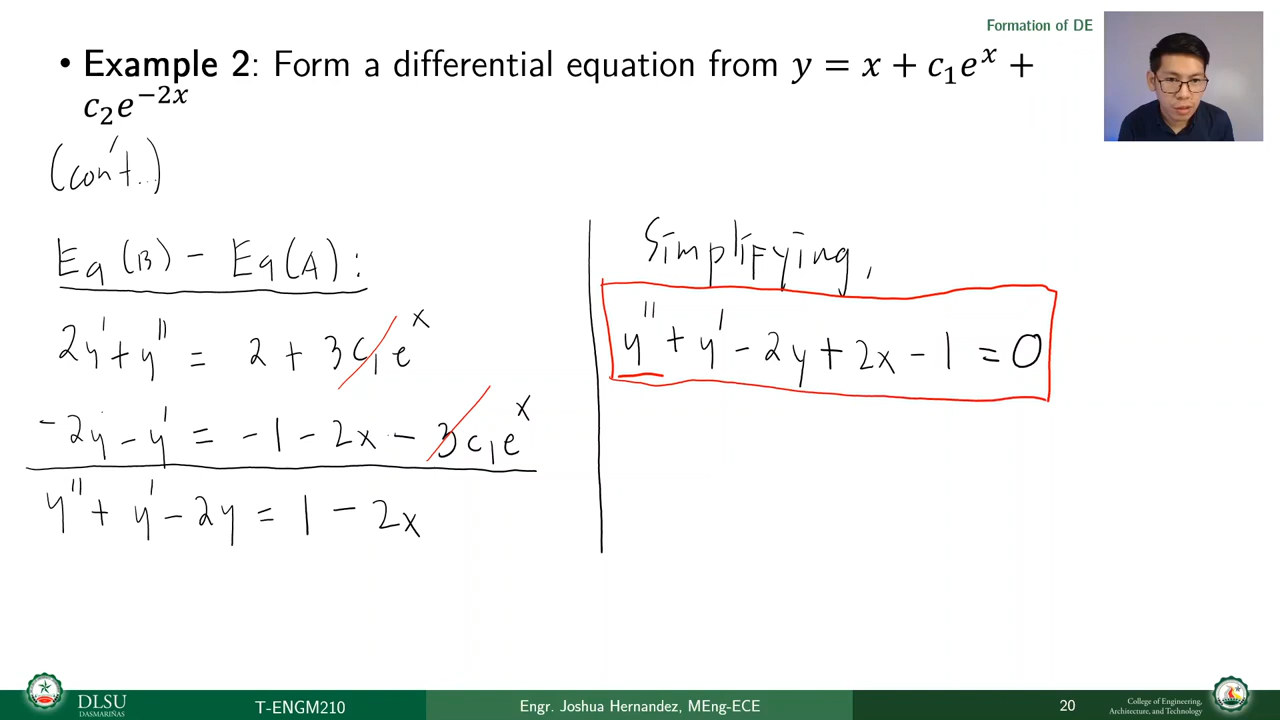 Formation of DE
• Example 2: Form a differential equation from y = x + c₁eˣ +
c₂e⁻²ˣ
(con't..)
Eq (B) - Eq (A):
2y' + y'' = 2 + 3c₁eˣ
-2y - y' = -1 - 2x - 3c₁eˣ
y'' + y' - 2y = 1 - 2x
Simplifying,
y'' + y' - 2y + 2x - 1 = 0
DLSU
DASMARIÑAS
T-ENGM210
Engr. Joshua Hernandez, MEng-ECE
20
College of Engineering,
Architecture, and Technology